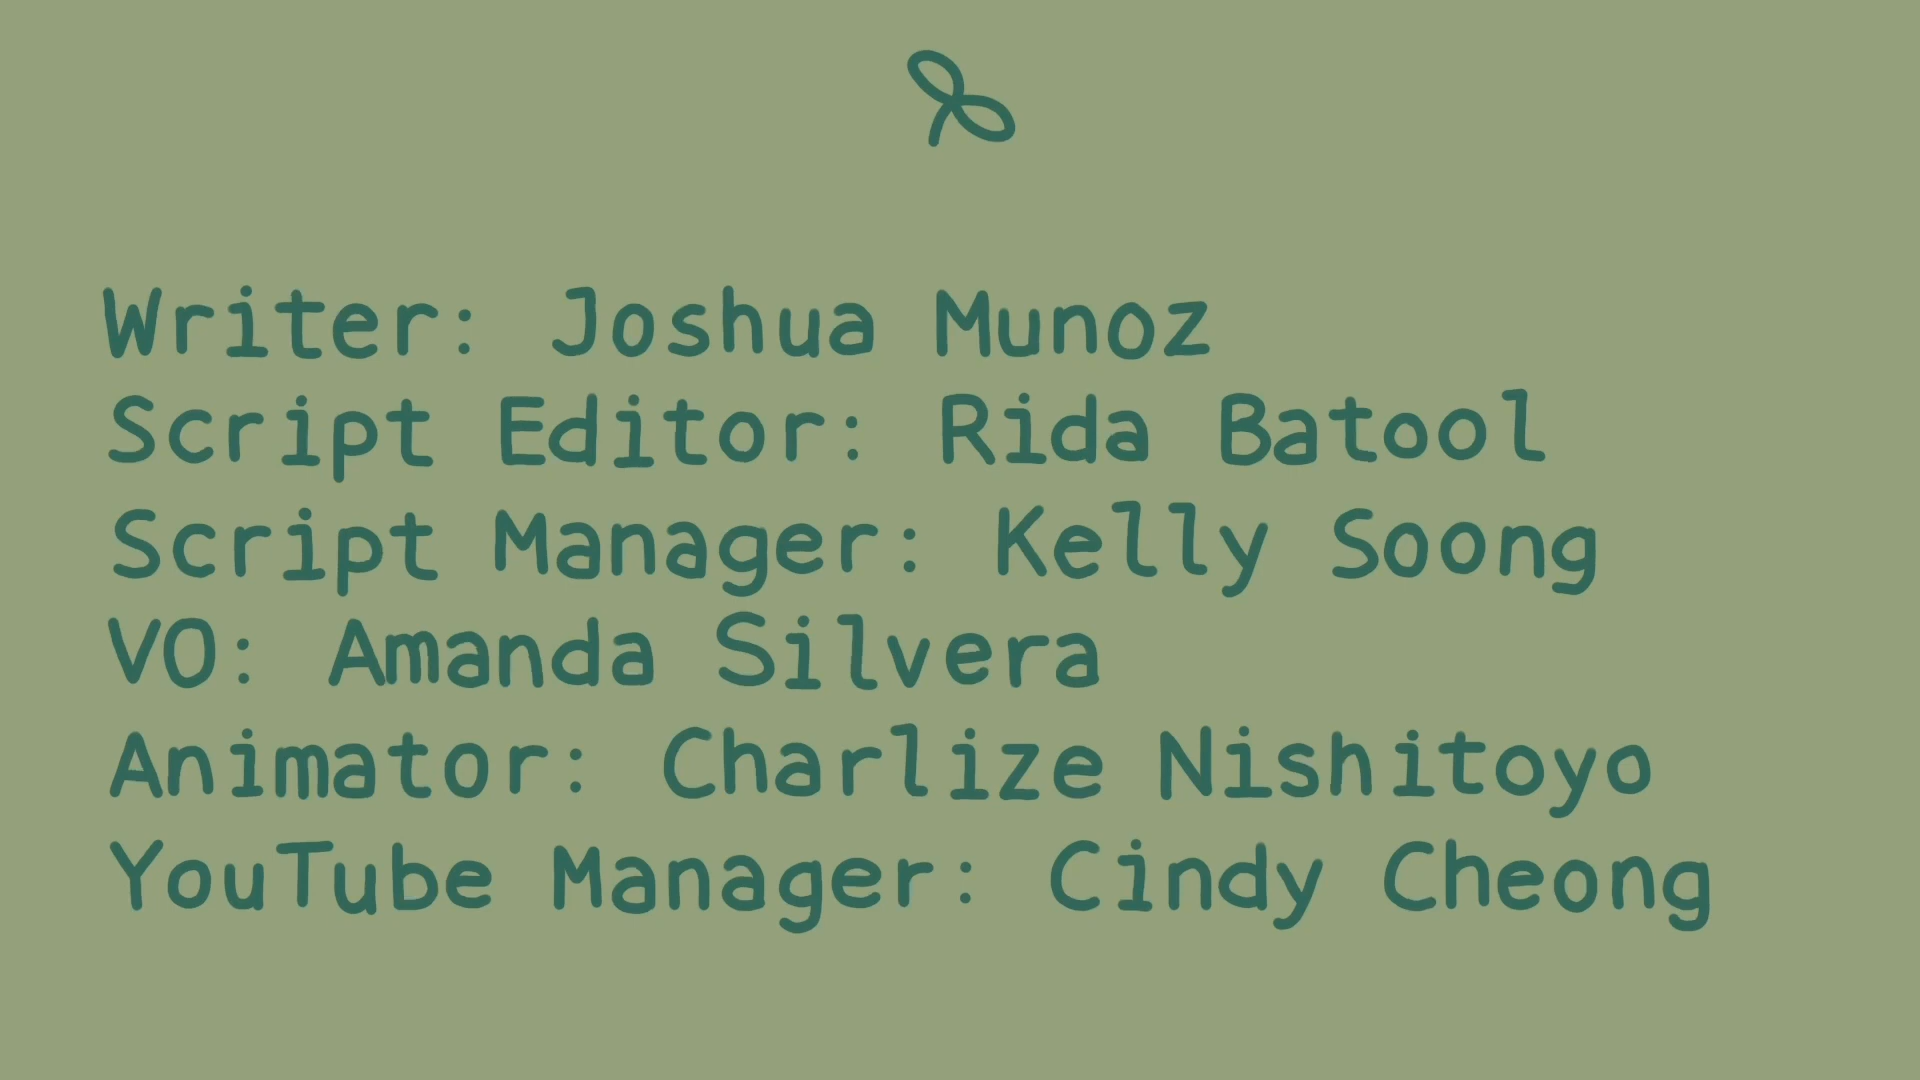 Writer: Joshua Munoz
Script Editor: Rida Batool
Script Manager: Kelly Soong
VO: Amanda Silvera
Animator: Charlize Nishitoyo
YouTube Manager: Cindy Cheong